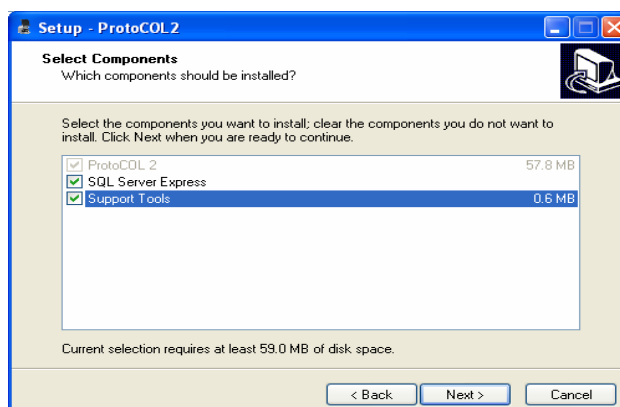 Setup - ProtoCOL2
Select Components
Which components should be installed?
Select the components you want to install; clear the components you do not want to
install. Click Next when you are ready to continue.
ProtoCOL 2 57.8 MB
SQL Server Express
Support Tools 0.6 MB
Current selection requires at least 59.0 MB of disk space.
< Back Next > Cancel